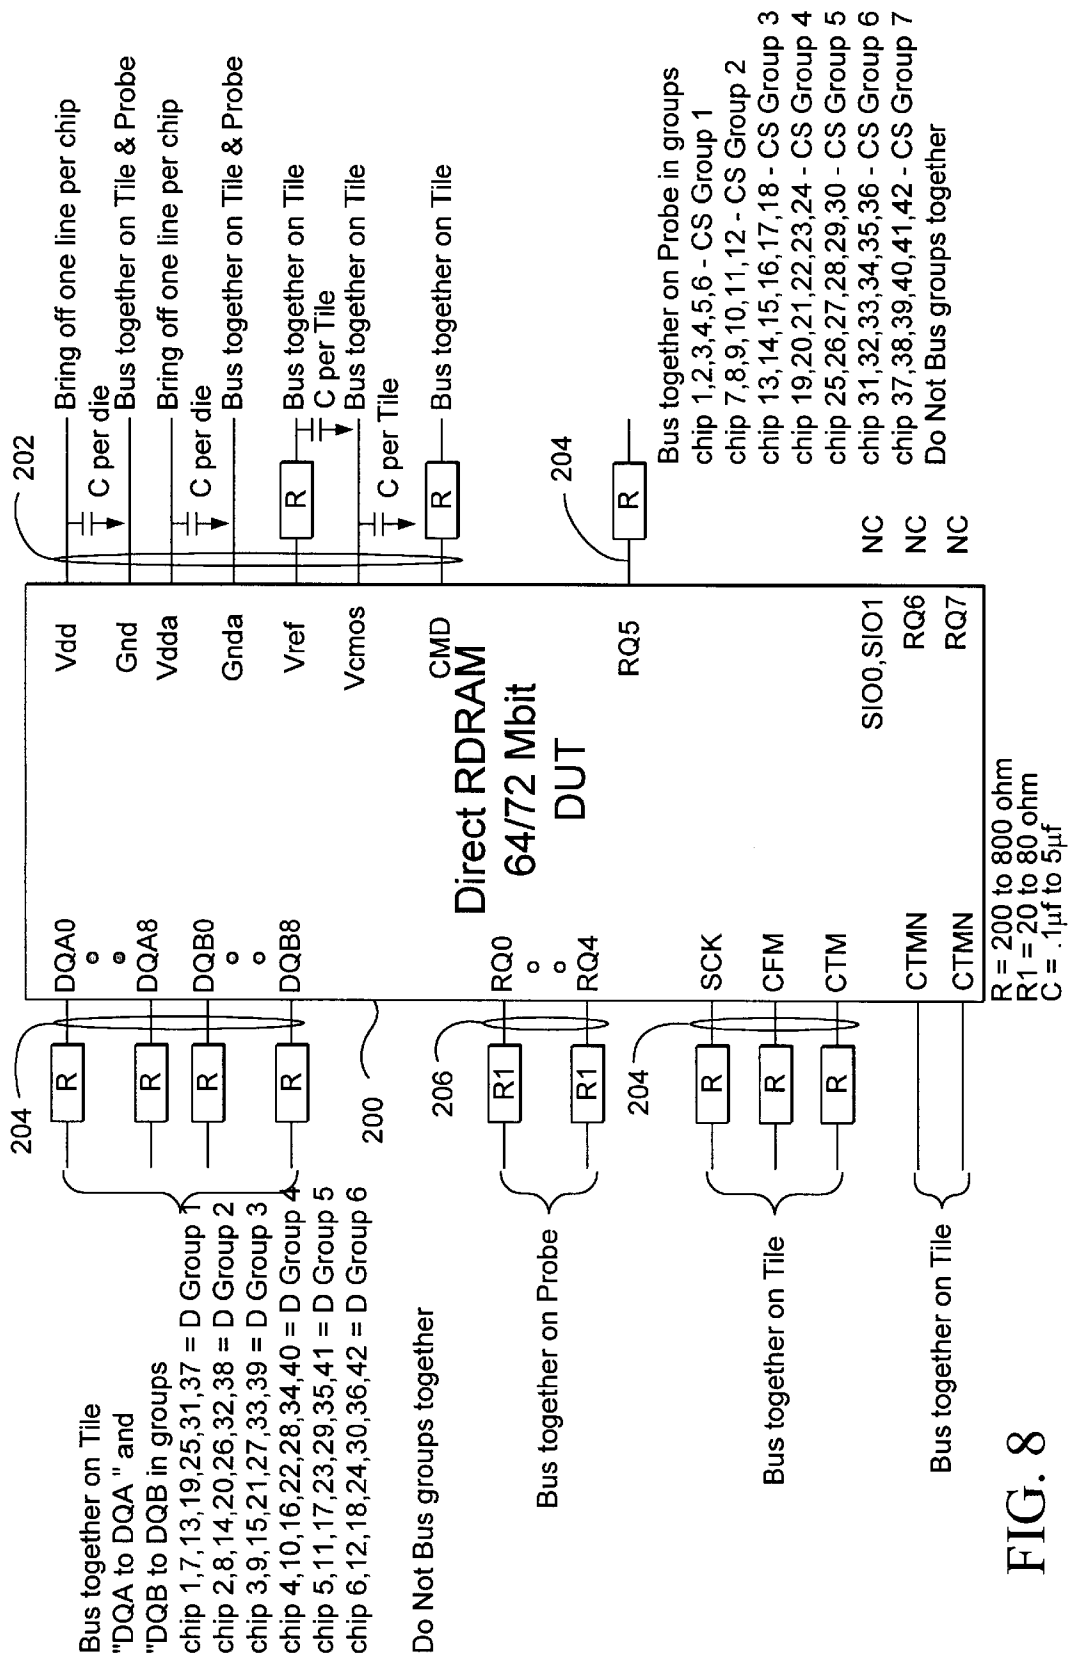 Bus together on Tile
"DQA to DQA " and
"DQB to DQB in groups
chip 1,7,13,19,25,31,37 = D Group 1
chip 2,8,14,20,26,32,38 = D Group 2
chip 3,9,15,21,27,33,39 = D Group 3
chip 4,10,16,22,28,34,40 = D Group 4
chip 5,11,17,23,29,35,41 = D Group 5
chip 6,12,18,24,30,36,42 = D Group 6
Do Not Bus groups together
Bus together on Probe
Bus together on Tile
Bus together on Tile
204
R
R
R
R
200
206
R1
R1
204
R
R
R
DQA0
DQA8
DQB0
DQB8
RQ0
RQ4
SCK
CFM
CTM
CTMN
CTMN
Direct RDRAM
64/72 Mbit
DUT
Vdd
Gnd
Vdda
Gnda
Vref
Vcmos
CMD
RQ5
SIO0,SIO1
RQ6
RQ7
NC
NC
NC
202
Bring off one line per chip
C per die
Bus together on Tile & Probe
Bring off one line per chip
C per die
Bus together on Tile & Probe
R
Bus together on Tile
C per Tile
Bus together on Tile
C per Tile
R
Bus together on Tile
204
R
Bus together on Probe in groups
chip 1,2,3,4,5,6 - CS Group 1
chip 7,8,9,10,11,12 - CS Group 2
chip 13,14,15,16,17,18 - CS Group 3
chip 19,20,21,22,23,24 - CS Group 4
chip 25,26,27,28,29,30 - CS Group 5
chip 31,32,33,34,35,36 - CS Group 6
chip 37,38,39,40,41,42 - CS Group 7
Do Not Bus groups together
R = 200 to 800 ohm
R1 = 20 to 80 ohm
C = .1µf to 5µf
FIG. 8